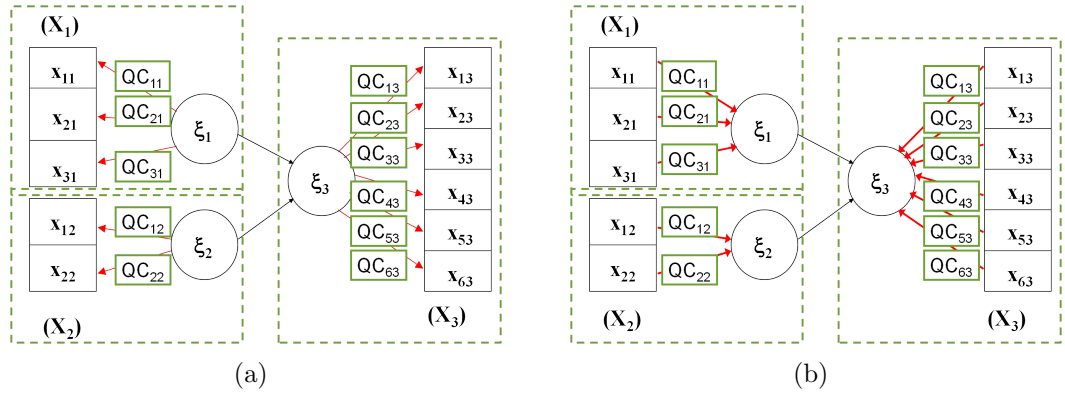 (X₁)
x₁₁
x₂₁
x₃₁
QC₁₁
QC₂₁
QC₃₁
ξ₁
x₁₂
x₂₂
QC₁₂
QC₂₂
ξ₂
(X₂)
ξ₃
QC₁₃
QC₂₃
QC₃₃
QC₄₃
QC₅₃
QC₆₃
x₁₃
x₂₃
x₃₃
x₄₃
x₅₃
x₆₃
(X₃)
(a)
(X₁)
x₁₁
x₂₁
x₃₁
QC₁₁
QC₂₁
QC₃₁
ξ₁
x₁₂
x₂₂
QC₁₂
QC₂₂
ξ₂
(X₂)
ξ₃
QC₁₃
QC₂₃
QC₃₃
QC₄₃
QC₅₃
QC₆₃
x₁₃
x₂₃
x₃₃
x₄₃
x₅₃
x₆₃
(X₃)
(b)